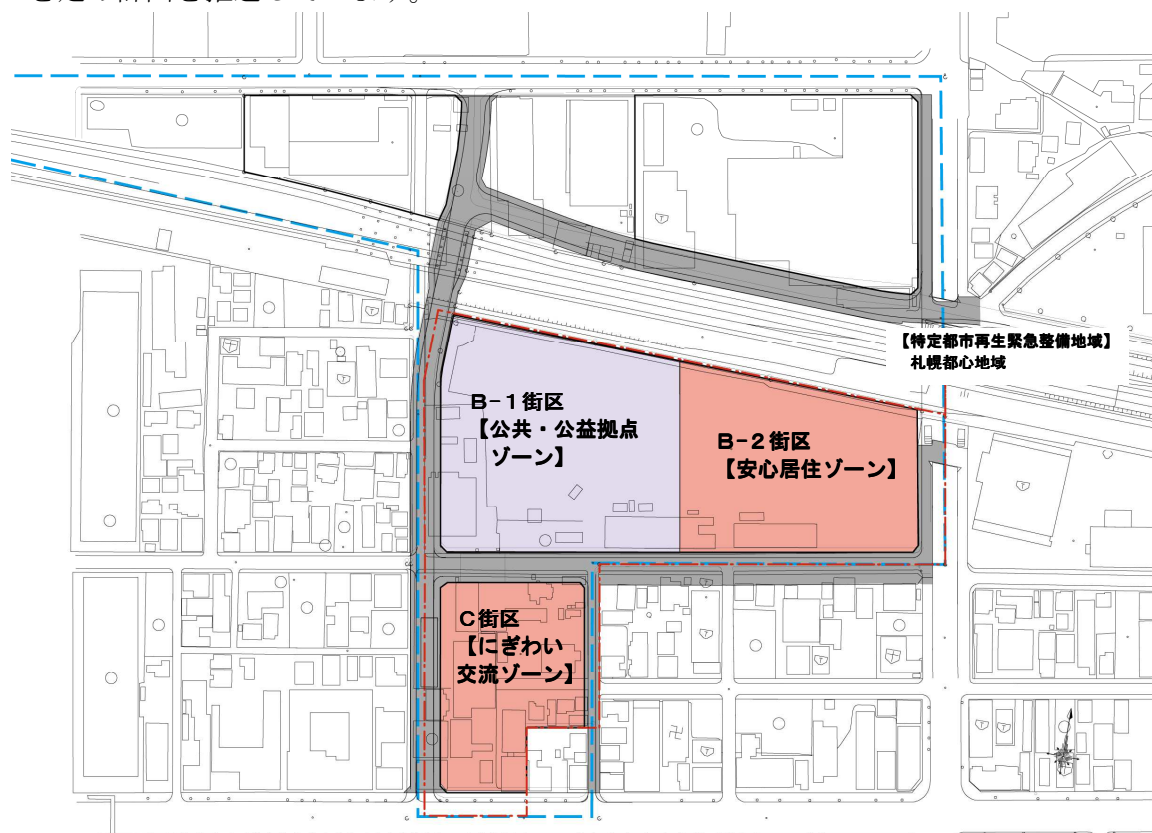 【特定都市再生緊急整備地域】
札幌都心地域
B-1街区
【公共・公益拠点
ゾーン】
B-2街区
【安心居住ゾーン】
C街区
【にぎわい
交流ゾーン】